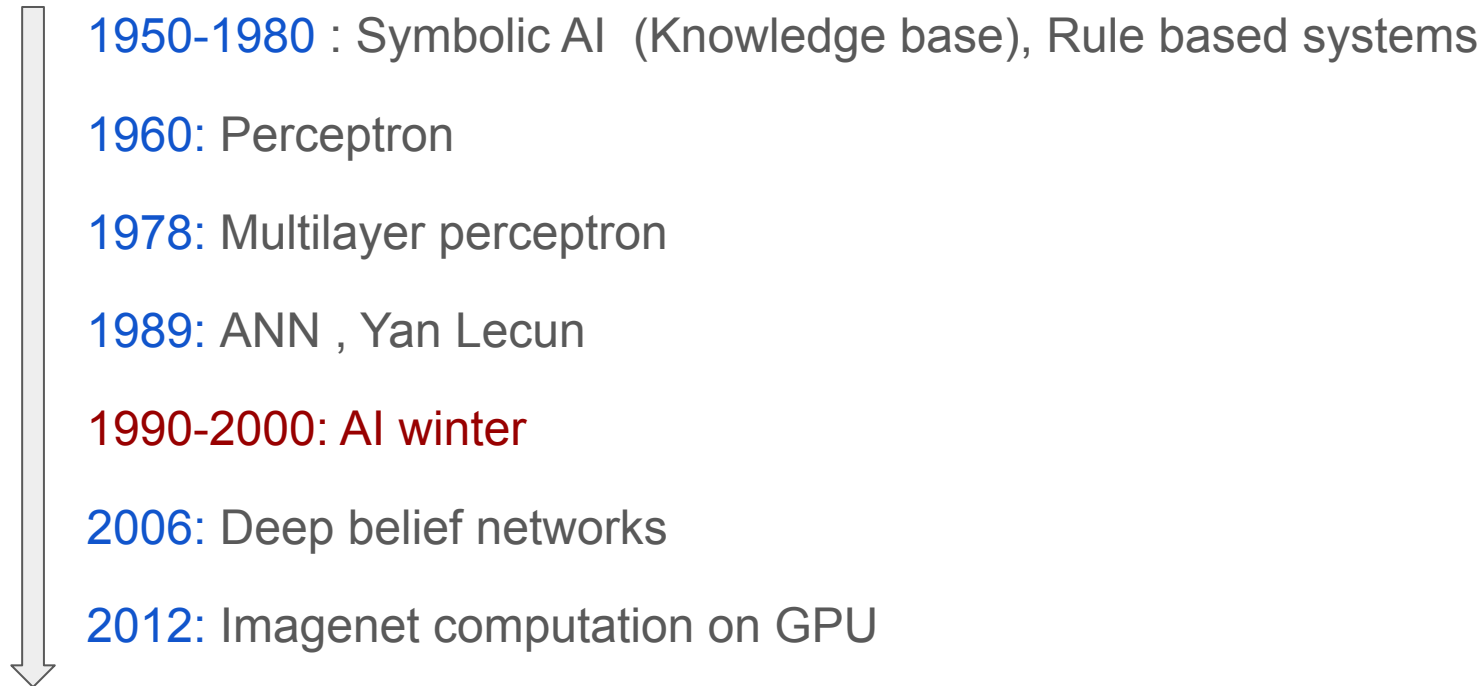 1950-1980 : Symbolic AI (Knowledge base), Rule based systems
1960: Perceptron
1978: Multilayer perceptron
1989: ANN , Yan Lecun
1990-2000: AI winter
2006: Deep belief networks
2012: Imagenet computation on GPU